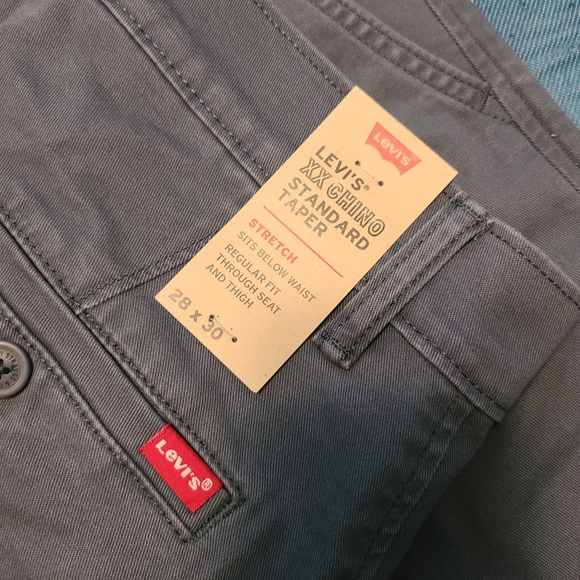 Levi's
LEVI'S®
XX CHINO
STANDARD
TAPER
STRETCH
SITS BELOW WAIST
REGULAR FIT
THROUGH SEAT
AND THIGH
28 x 30
LeVI'S®